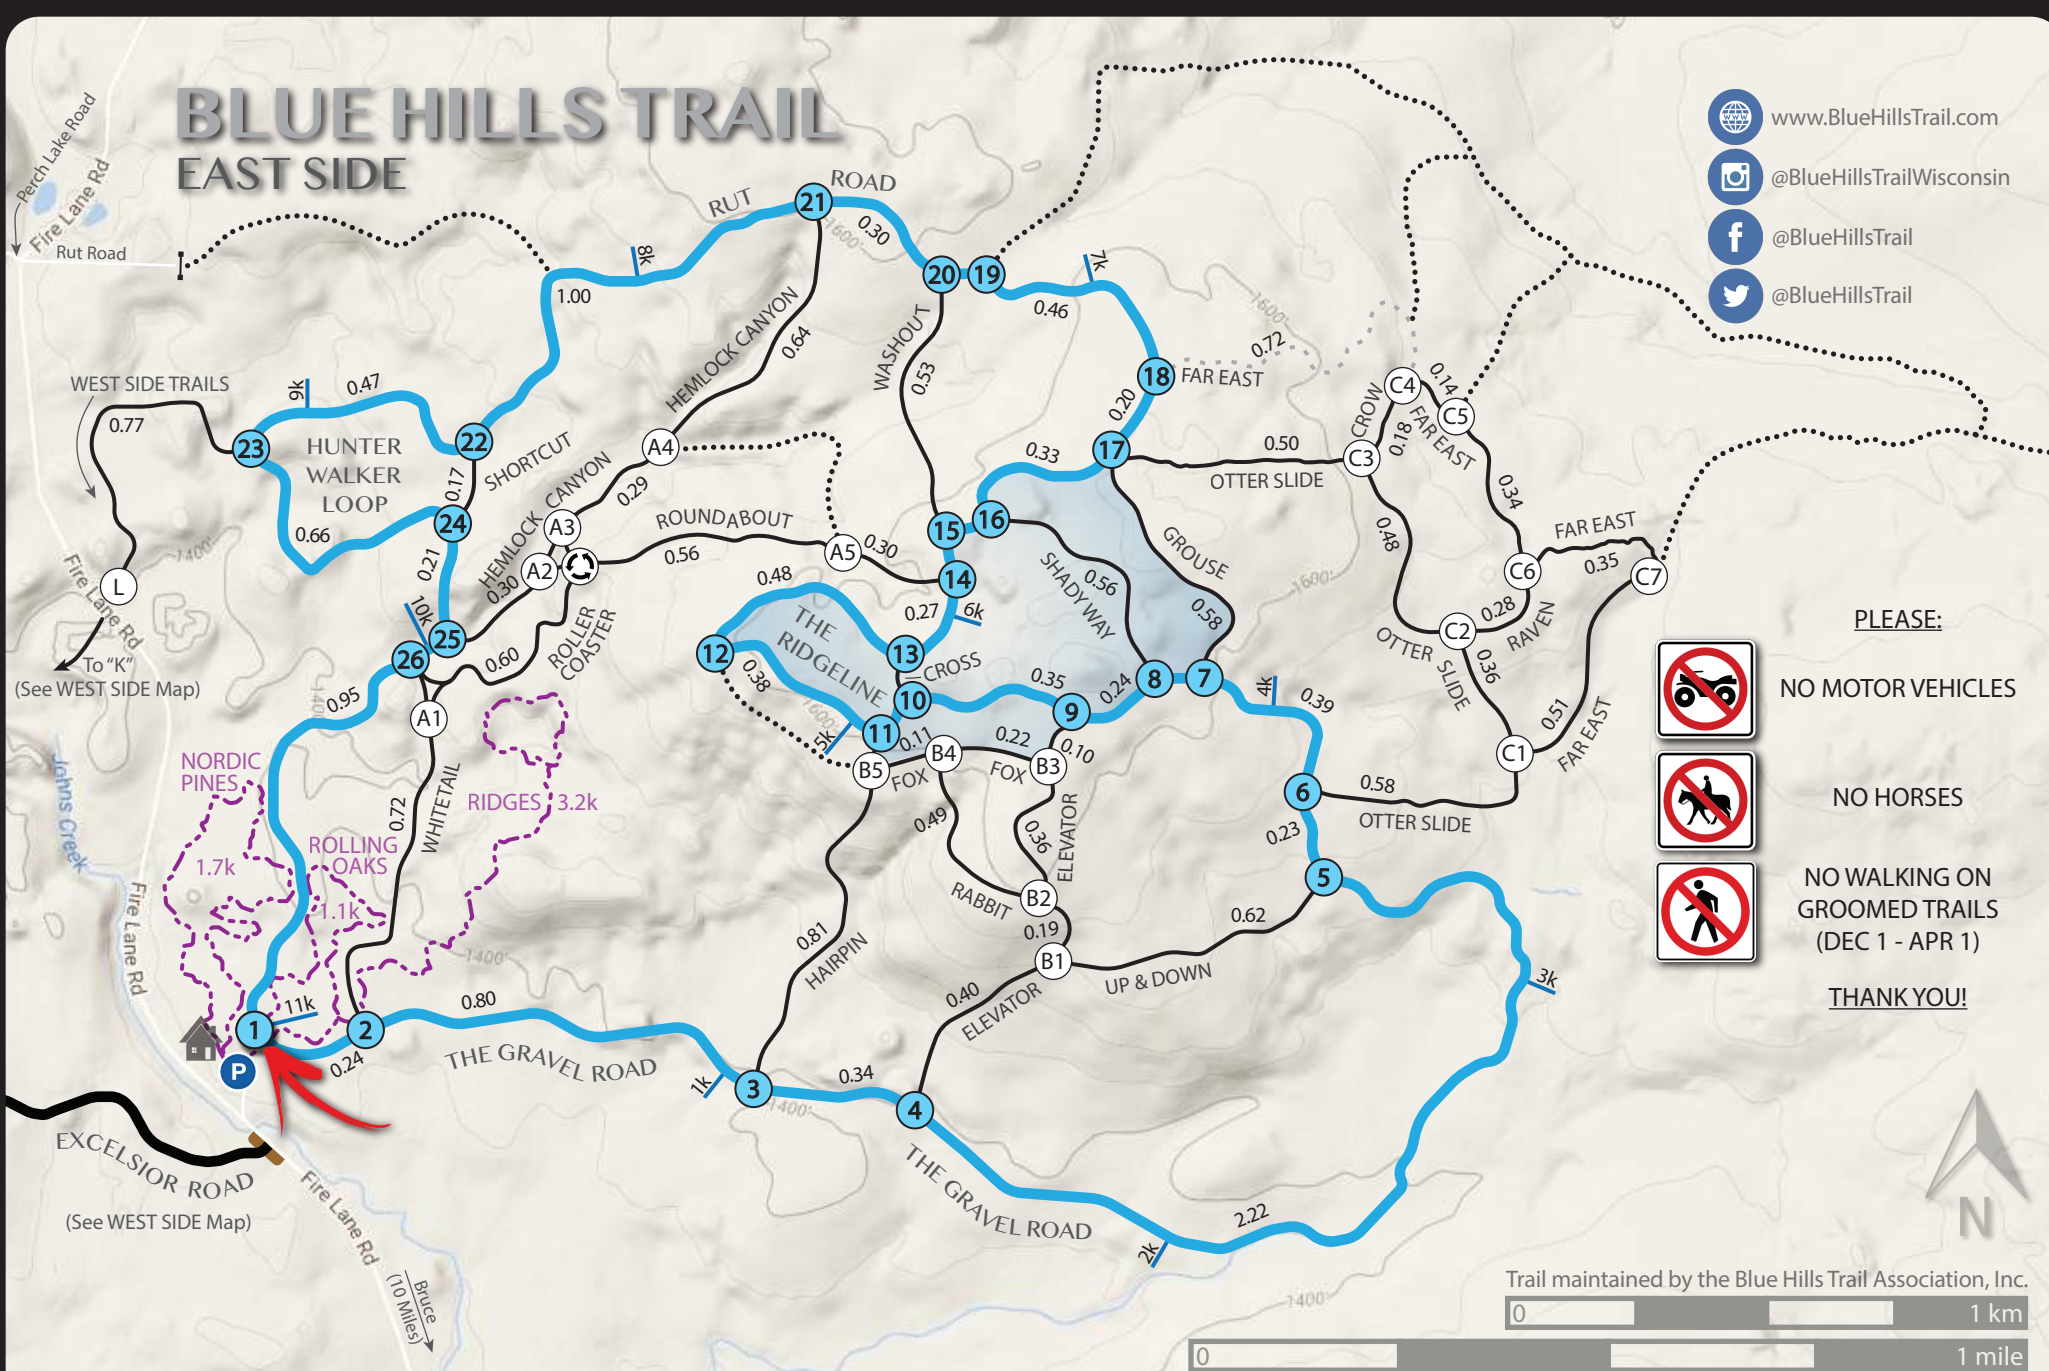 BLUE HILLS TRAIL
EAST SIDE
Perch Lake Road
Fire Lane Rd
Rut Road
www.BlueHillsTrail.com
@BlueHillsTrailWisconsin
@BlueHillsTrail
@BlueHillsTrail
RUT ROAD
21
0.30
1600'
20
19
7k
0.46
8k
1.00
18
FAR EAST
0.72
1600'
0.20
HEMLOCK CANYON
0.64
WASHOUT
0.53
WEST SIDE TRAILS
0.77
9k
0.47
23
22
HUNTER
WALKER
LOOP
0.17
SHORTCUT
24
0.66
0.21
1400'
L
Fire Lane Rd
To “K”
(See WEST SIDE Map)
A4
HEMLOCK CANYON
0.29
A3
A2
0.30
ROUNDABOUT
0.56
A5
0.30
15
16
0.33
17
0.50
OTTER SLIDE
C3
CROW
0.18
C4
0.14
C5
FAR EAST
0.34
0.48
C6
FAR EAST
0.35
C7
0.28
RAVEN
C2
OTTER SLIDE
0.36
0.51
FAR EAST
C1
1600'
GROUSE
0.58
SHADY WAY
0.56
14
6k
0.27
0.48
THE
RIDGELINE
12
13
CROSS
10
0.38
1600'
5k
11
0.11
B4
B5
FOX
0.22
FOX
B3
0.10
0.35
9
0.24
8
7
4k
0.39
6
0.58
OTTER SLIDE
0.23
5
10k
25
26
0.60
ROLLER
COASTER
0.95
1400'
A1
WHITETAIL
0.72
NORDIC
PINES
1.7k
ROLLING
OAKS
1.1k
RIDGES 3.2k
Johns Creek
Fire Lane Rd
0.49
RABBIT
0.36
ELEVATOR
B2
0.19
B1
0.62
UP & DOWN
0.40
ELEVATOR
0.81
HAIRPIN
1400'
3k
1
11k
2
0.24
P
0.80
THE GRAVEL ROAD
1k
3
1400'
0.34
4
THE GRAVEL ROAD
2k
2.22
1400'
EXCELSIOR ROAD
(See WEST SIDE Map)
Fire Lane Rd
Bruce
(10 Miles)
PLEASE:
NO MOTOR VEHICLES
NO HORSES
NO WALKING ON
GROOMED TRAILS
(DEC 1 - APR 1)
THANK YOU!
N
Trail maintained by the Blue Hills Trail Association, Inc.
0 1 km
0 1 mile